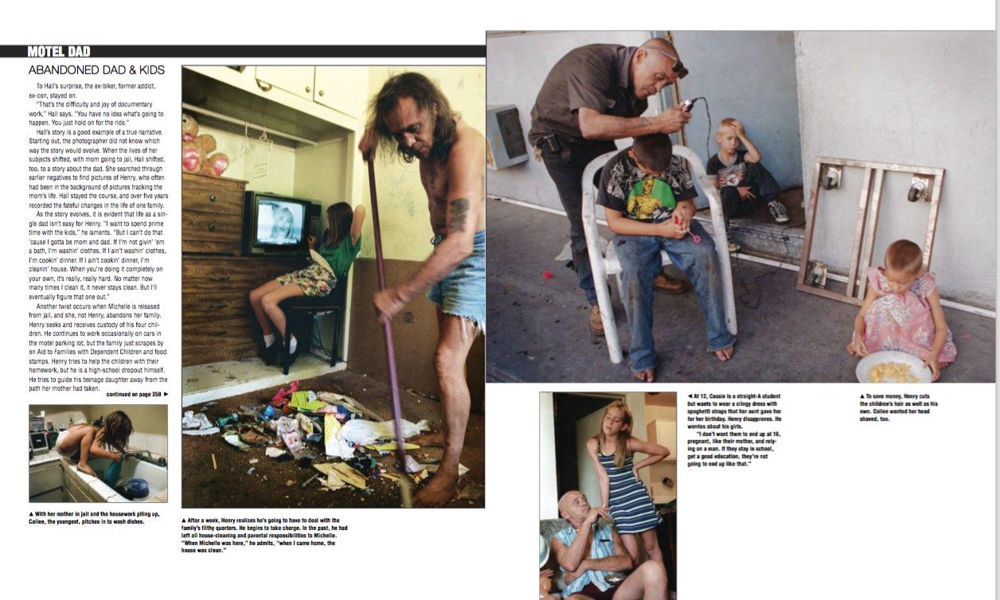 MOTEL DAD
ABANDONED DAD & KIDS
To Hall's surprise, the ex-biker, former addict,
ex-con, stayed on.
"That's the difficulty and joy of documentary
work," Hall says. "You have no idea what's going to
happen. You just hold on for the ride."
Hall's story is a good example of a true narrative.
Starting out, the photographer did not know which
way the story would evolve. When the lives of her
subjects shifted, with mom going to jail, Hall shifted,
too, to a story about the dad. She searched through
earlier negatives to find pictures of Henry, who often
had been in the background of pictures tracking the
mom's life. Hall stayed the course, and over five years
recorded the fateful changes in the life of one family.
As the story evolves, it is evident that life as a sin-
gle dad isn't easy for Henry. "I want to spend prime
time with the kids," he laments. "But I can't do that
'cause I gotta be mom and dad. If I'm not givin' 'em
a bath, I'm washin' clothes. If I ain't washin' clothes,
I'm cookin' dinner. If I ain't cookin' dinner, I'm
cleanin' house. When you're doing it completely on
your own, it's really, really hard. No matter how
many times I clean it, it never stays clean. But I'll
eventually figure that one out."
Another twist occurs when Michelle is released
from jail, and she, not Henry, abandons her family.
Henry seeks and receives custody of his four chil-
dren. He continues to work occasionally on cars in
the motel parking lot, but the family just scrapes by
on Aid to Families with Dependent Children and food
stamps. Henry tries to help the children with their
homework, but he is a high-school dropout himself.
He tries to guide his teenage daughter away from the
path her mother had taken.
continued on page 258 ►
▲ With her mother in jail and the housework piling up,
Cailee, the youngest, pitches in to wash dishes.
▲ After a week, Henry realizes he's going to have to deal with the
family's filthy quarters. He begins to take charge. In the past, he had
left all house-cleaning and parental responsibilities to Michelle.
"When Michelle was here," he admits, "when I came home, the
house was clean."
◄ At 12, Cassie is a straight-A student
but wants to wear a clingy dress with
spaghetti straps that her aunt gave her
for her birthday. Henry disapproves. He
worries about his girls.
"I don't want them to end up at 16,
pregnant, like their mother, and rely-
ing on a man. If they stay in school,
get a good education, they're not
going to end up like that."
▲ To save money, Henry cuts
the children's hair as well as his
own. Cailee wanted her head
shaved, too.